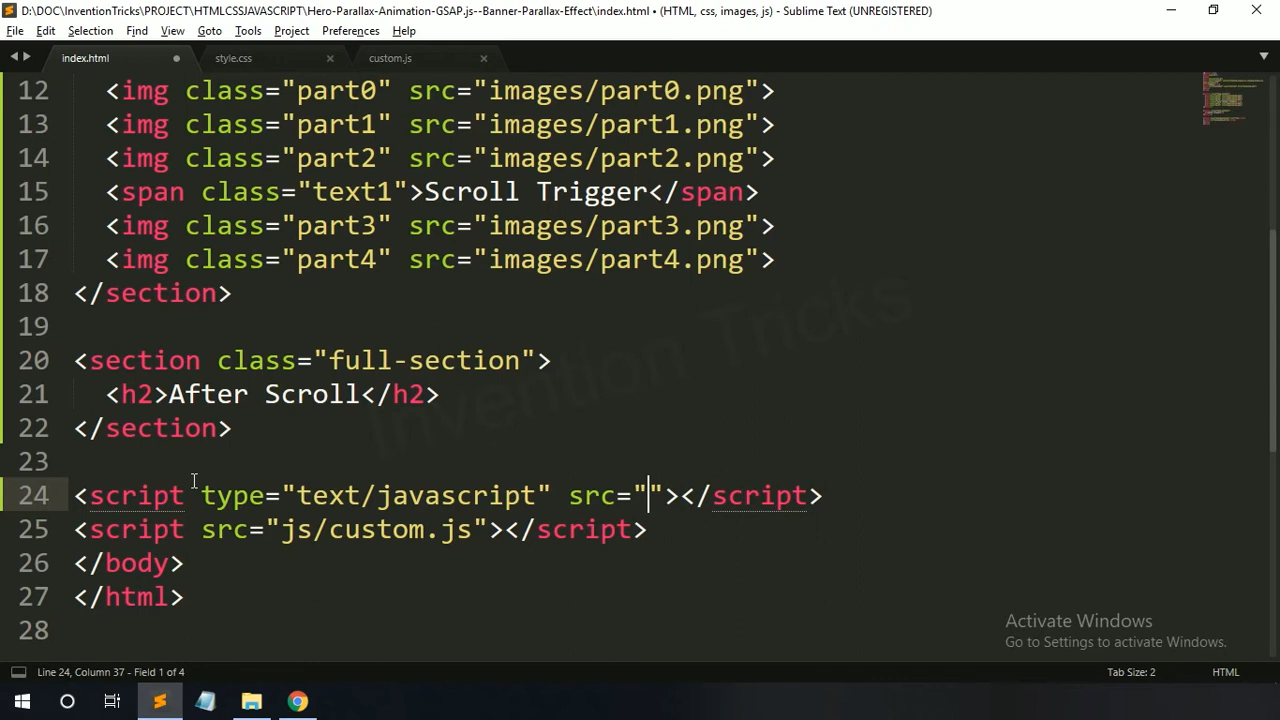 D:\DOC\InventionTricks\PROJECT\HTMLCSSJAVASCRIPT\Hero-Parallax-Animation-GSAP.js--Banner-Parallax-Effect\index.html • (HTML, css, images, js) - Sublime Text (UNREGISTERED)
File Edit Selection Find View Goto Tools Project Preferences Help
index.html style.css custom.js
12 <img class="part0" src="images/part0.png">
13 <img class="part1" src="images/part1.png">
14 <img class="part2" src="images/part2.png">
15 <span class="text1">Scroll Trigger</span>
16 <img class="part3" src="images/part3.png">
17 <img class="part4" src="images/part4.png">
18 </section>
19
20 <section class="full-section">
21 <h2>After Scroll</h2>
22 </section>
23
24 <script type="text/javascript" src=""></script>
25 <script src="js/custom.js"></script>
26 </body>
27 </html>
28
Invention Tricks
Activate Windows
Go to Settings to activate Windows.
Line 24, Column 37 - Field 1 of 4 Tab Size: 2 HTML